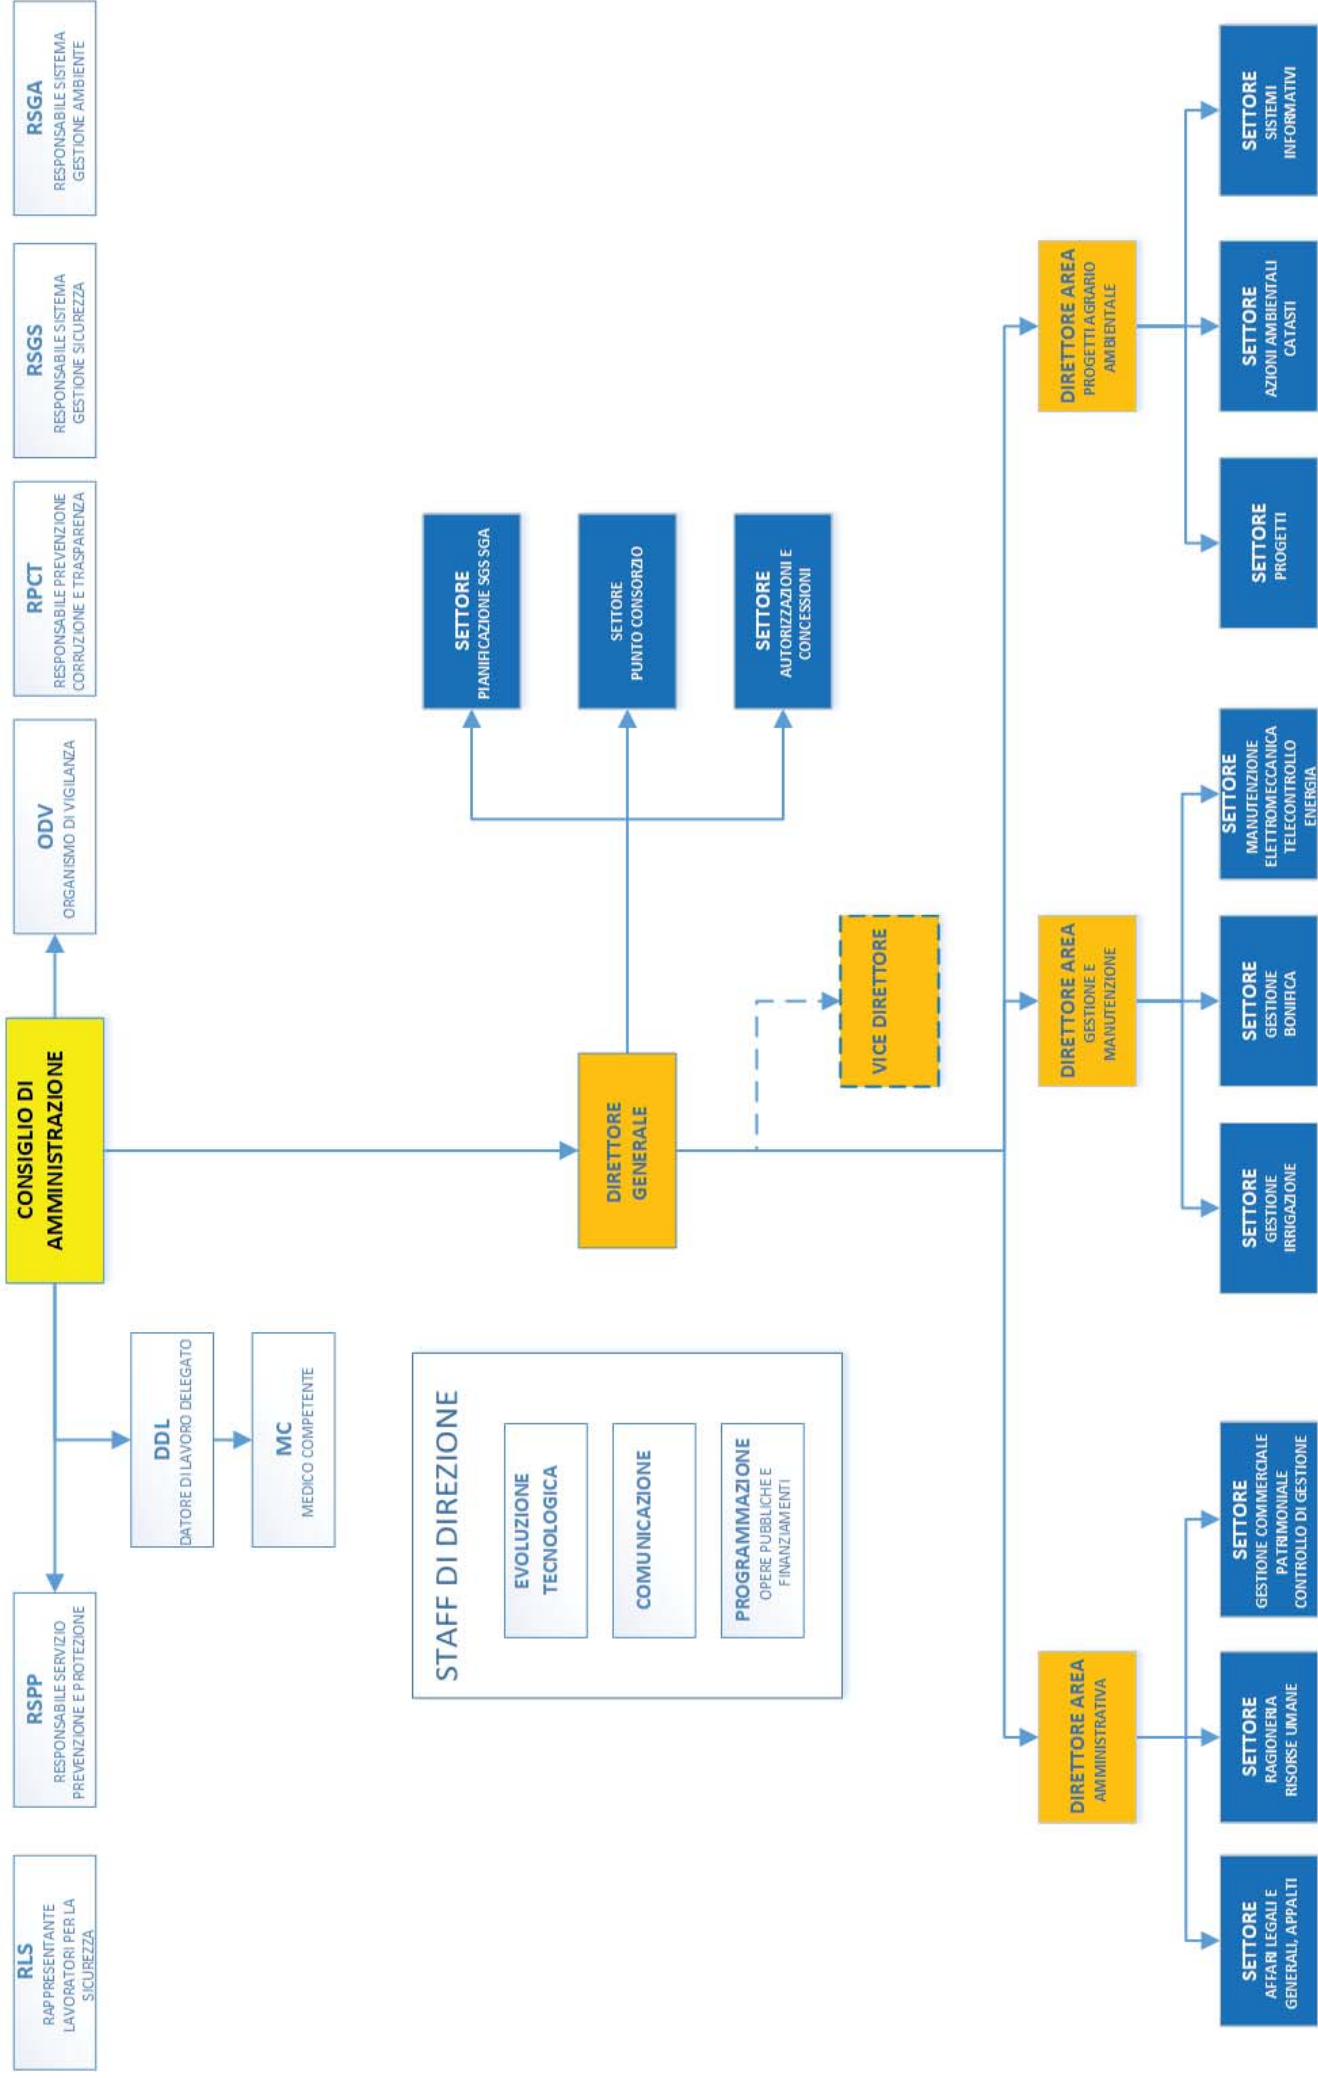 RLS
RAPPRESENTANTE
LAVORATORI PER LA
SICUREZZA
RSPP
RESPONSABILE SERVIZIO
PREVENZIONE E PROTEZIONE
CONSIGLIO DI
AMMINISTRAZIONE
ODV
ORGANISMO DI VIGILANZA
RPCT
RESPONSABILE PREVENZIONE
CORRUZIONE E TRASPARENZA
RSGS
RESPONSABILE SISTEMA
GESTIONE SICUREZZA
RSGA
RESPONSABILE SISTEMA
GESTIONE AMBIENTE
DDL
DATORE DI LAVORO DELEGATO
MC
MEDICO COMPETENTE
STAFF DI DIREZIONE
EVOLUZIONE
TECNOLOGICA
COMUNICAZIONE
PROGRAMMAZIONE
OPERE PUBBLICHE E
FINANZIAMENTI
DIRETTORE
GENERALE
SETTORE
PIANIFICAZIONE SGS SGA
SETTORE
PUNTO CONSORZIO
SETTORE
AUTORIZZAZIONI E
CONCESSIONI
VICE DIRETTORE
DIRETTORE AREA
AMMINISTRATIVA
DIRETTORE AREA
GESTIONE E
MANUTENZIONE
DIRETTORE AREA
PROGETTI AGRARIO
AMBIENTALE
SETTORE
AFFARI LEGALI E
GENERALI, APPALTI
SETTORE
RAGIONERIA
RISORSE UMANE
SETTORE
GESTIONE COMMERCIALE
PATRIMONIALE
CONTROLLO DI GESTIONE
SETTORE
GESTIONE
IRRIGAZIONE
SETTORE
GESTIONE
BONIFICA
SETTORE
MANUTENZIONE
ELETTROMECCANICA
TELECONTROLLO
ENERGIA
SETTORE
PROGETTI
SETTORE
AZIONI AMBIENTALI
CATASTI
SETTORE
SISTEMI
INFORMATIVI